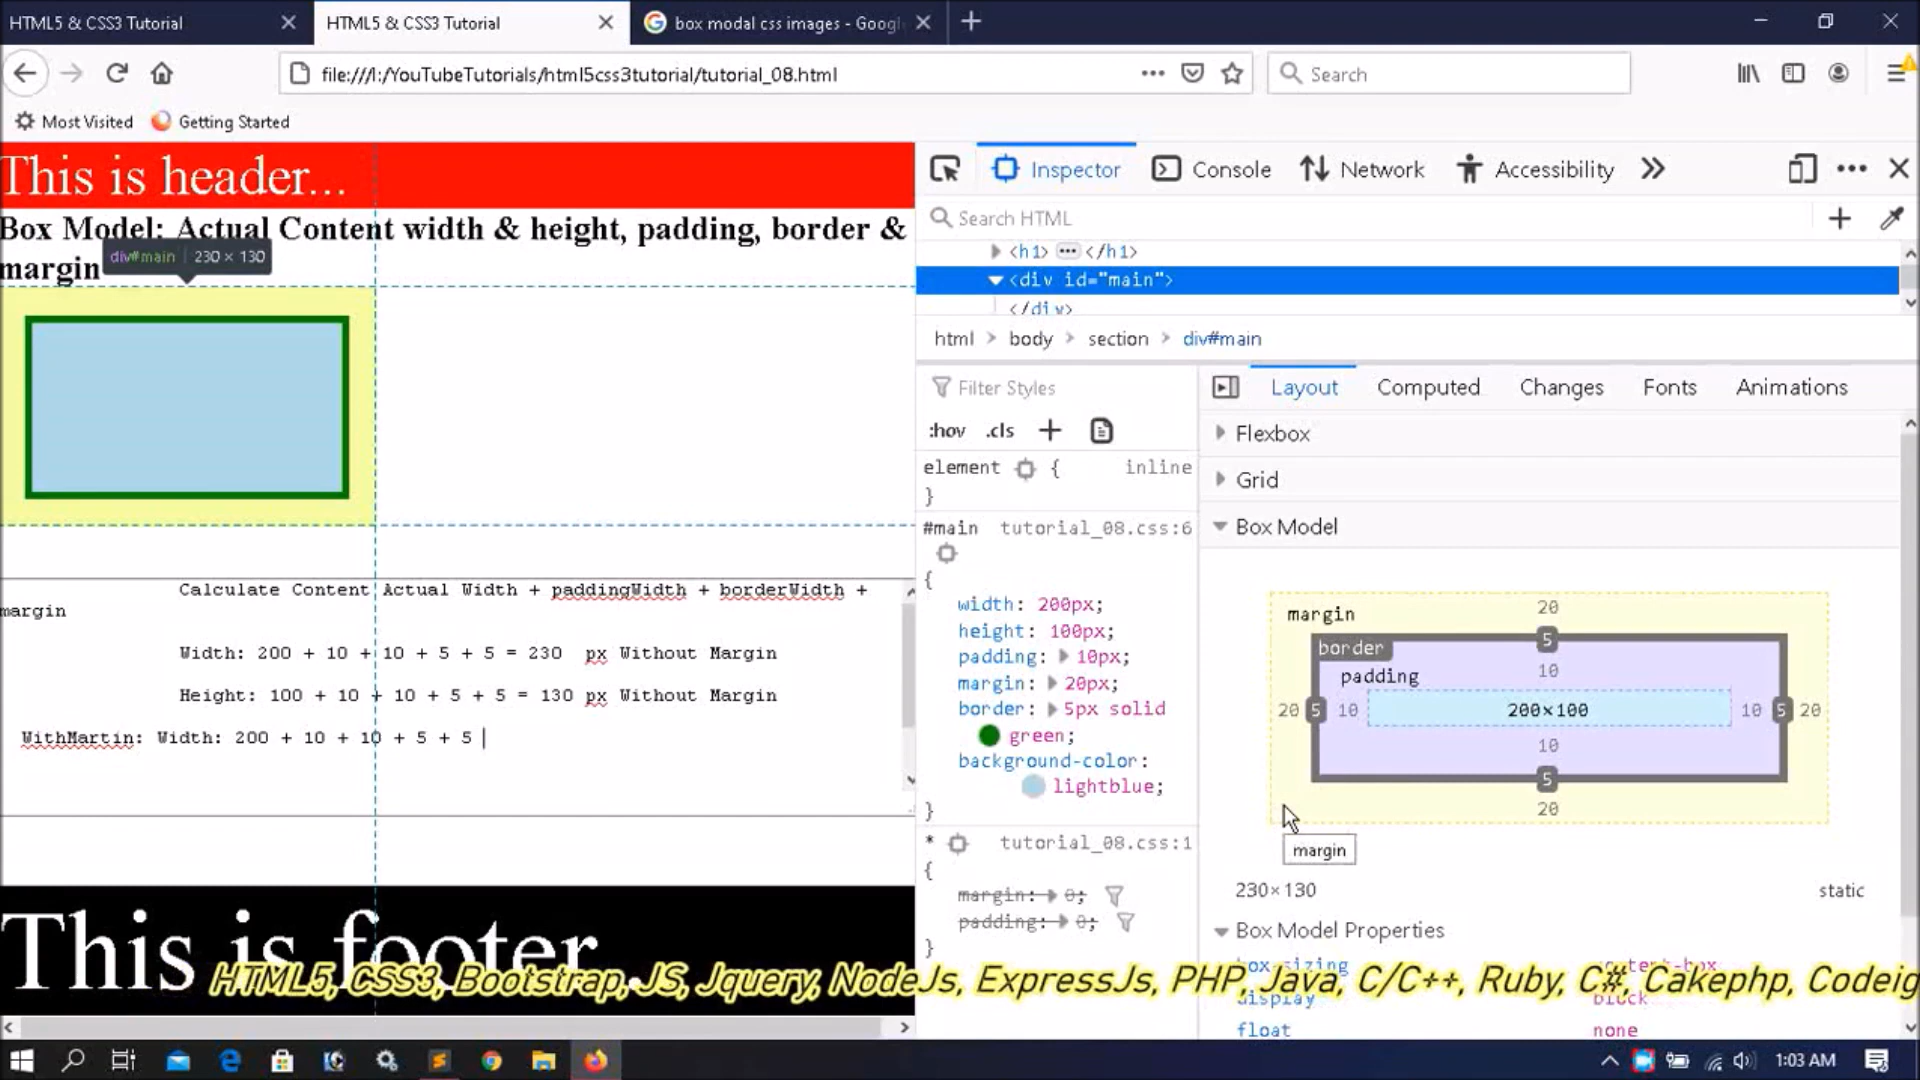 HTML5 & CSS3 Tutorial
HTML5 & CSS3 Tutorial
box modal css images - Googl
file:///I:/YouTubeTutorials/html5css3tutorial/tutorial_08.html
Search
Most Visited
Getting Started
This is header...
Box Model: Actual Content width & height, padding, border &
margin
div#main | 230 × 130
Calculate Content Actual Width + paddingWidth + borderWidth +
margin
Width: 200 + 10 + 10 + 5 + 5 = 230 px Without Margin
Height: 100 + 10 + 10 + 5 + 5 = 130 px Without Margin
WithMartin: Width: 200 + 10 + 10 + 5 + 5
This is footer...
Inspector
Console
Network
Accessibility
Search HTML
<h1> ••• </h1>
<div id="main">
</div>
html > body > section > div#main
Filter Styles
:hov .cls
element { inline
}
#main tutorial_08.css:6
{
width: 200px;
height: 100px;
padding: 10px;
margin: 20px;
border: 5px solid
green;
background-color:
lightblue;
}
* tutorial_08.css:1
{
margin: 0;
padding: 0;
}
Layout
Computed
Changes
Fonts
Animations
Flexbox
Grid
Box Model
margin 20
border 5
padding 10
20 5 10 200×100 10 5 20
10
5
20
margin
230×130 static
Box Model Properties
box-sizing content-box
display block
float none
HTML5, CSS3, Bootstrap, JS, Jquery, NodeJs, ExpressJs, PHP, Java, C/C++, Ruby, C#, Cakephp, Codeig
1:03 AM